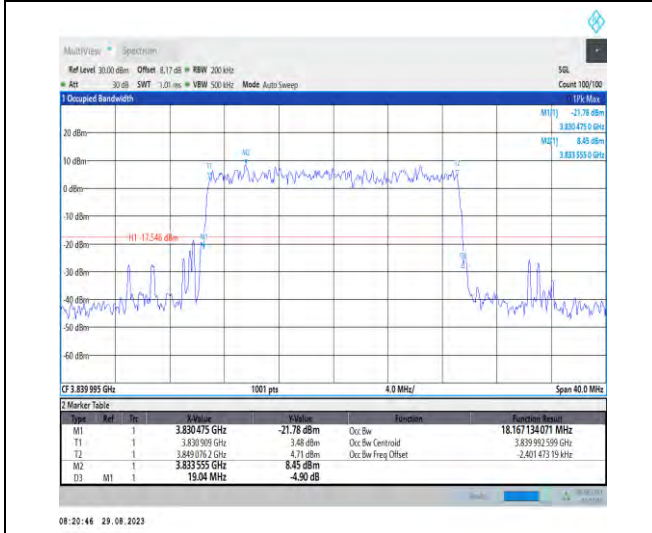 MultiView Spectrum
Ref Level 30.00 dBm Offset 8.17 dB RBW 200 kHz SGL
Att 30 dB SWT 1.01 ms VBW 500 kHz Mode Auto Sweep Count 100/100
1 Occupied Bandwidth 1Pk Max
M1[1] -21.78 dBm
3.830 475 0 GHz
20 dBm
M2[1] 8.45 dBm
3.833 555 0 GHz
M2
10 dBm
T1
0 dBm
-10 dBm
H1 -17.546 dBm
M1
-20 dBm
-30 dBm
-40 dBm
-50 dBm
-60 dBm
CF 3.839 995 GHz 1001 pts 4.0 MHz/ Span 40.0 MHz
2 Marker Table
Type Ref Trc X-Value Y-Value Function Function Result
M1 1 3.830 475 GHz -21.78 dBm Occ Bw 18.167 134 071 MHz
T1 1 3.830 909 GHz 3.48 dBm Occ Bw Centroid 3.839 992 599 GHz
T2 1 3.849 076 2 GHz 4.71 dBm Occ Bw Freq Offset -2.401 473 19 kHz
M2 1 3.833 555 GHz 8.45 dBm
D3 M1 1 19.04 MHz -4.90 dB
08:20:46 29.08.2023